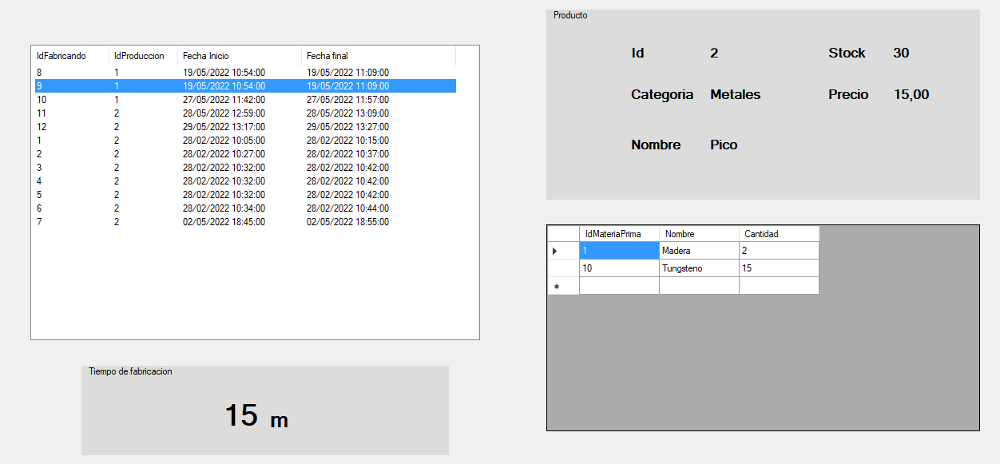 IdFabricando IdProduccion Fecha Inicio Fecha final
8 1 19/05/2022 10:54:00 19/05/2022 11:09:00
9 1 19/05/2022 10:54:00 19/05/2022 11:09:00
10 1 27/05/2022 11:42:00 27/05/2022 11:57:00
11 2 28/05/2022 12:59:00 28/05/2022 13:09:00
12 2 29/05/2022 13:17:00 29/05/2022 13:27:00
1 2 28/02/2022 10:05:00 28/02/2022 10:15:00
2 2 28/02/2022 10:27:00 28/02/2022 10:37:00
3 2 28/02/2022 10:32:00 28/02/2022 10:42:00
4 2 28/02/2022 10:32:00 28/02/2022 10:42:00
5 2 28/02/2022 10:32:00 28/02/2022 10:42:00
6 2 28/02/2022 10:34:00 28/02/2022 10:44:00
7 2 02/05/2022 18:45:00 02/05/2022 18:55:00
Tiempo de fabricacion
15 m
Producto
Id 2 Stock 30
Categoria Metales Precio 15,00
Nombre Pico
IdMateriaPrima Nombre Cantidad
1 Madera 2
10 Tungsteno 15